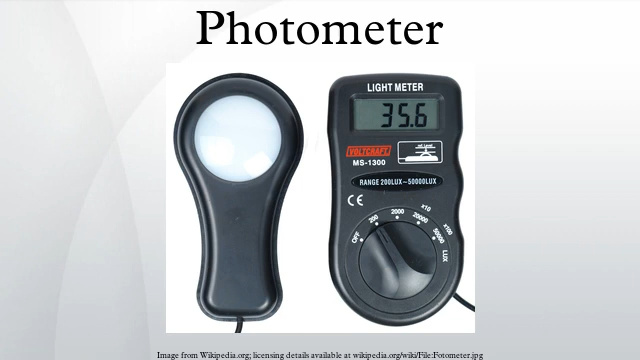 Photometer
LIGHT METER
35.6
VOLTCRAFT
MS-1300
RANGE 200LUX-50000LUX
CE
OFF
200
2000
x10
20000
x100
50000
LUX
Image from Wikipedia.org; licensing details available at wikipedia.org/wiki/File:Fotometer.jpg